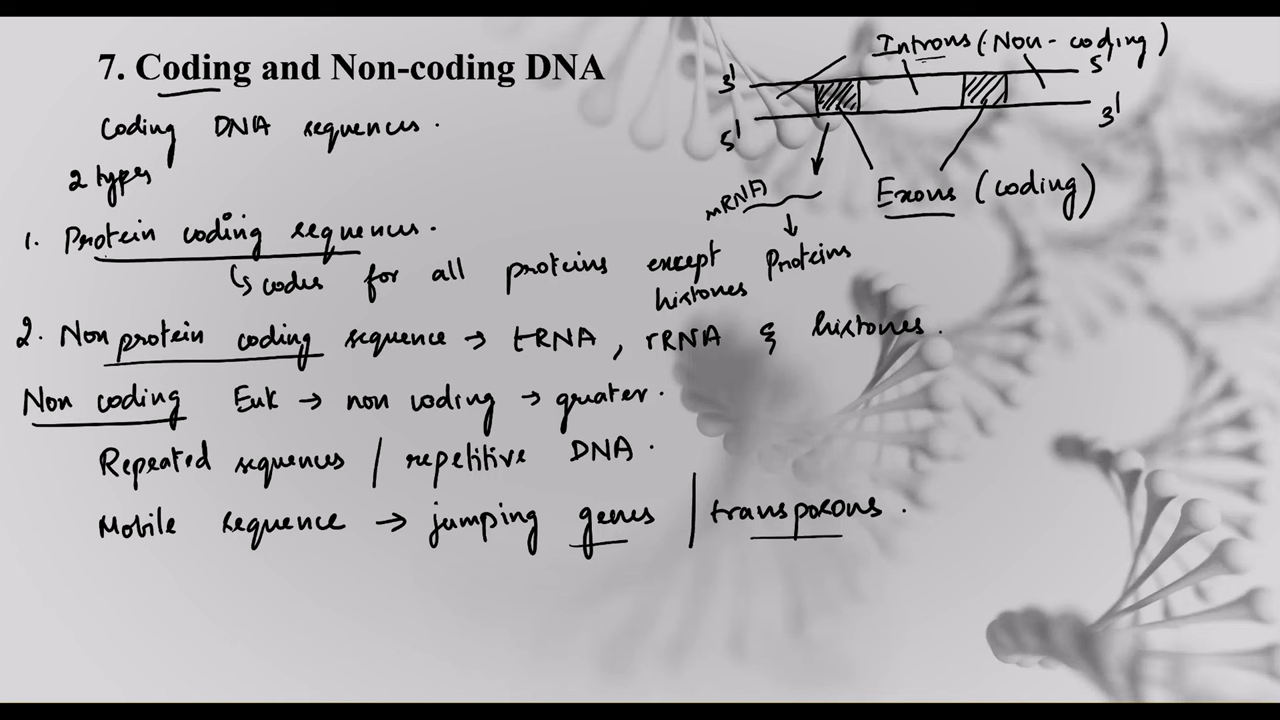 7. Coding and Non-coding DNA
Introns (Non-coding)
3' 5'
5' 3'
Coding DNA sequences.
2 types
mRNA
Exons (coding)
1. Protein coding sequences.
↳ codes for all proteins except histones
Proteins
2. Non protein coding sequence → tRNA, rRNA & histones.
Non coding Euk → non coding → greater.
Repeated sequences / repetitive DNA.
Mobile sequence → jumping genes / transposons.